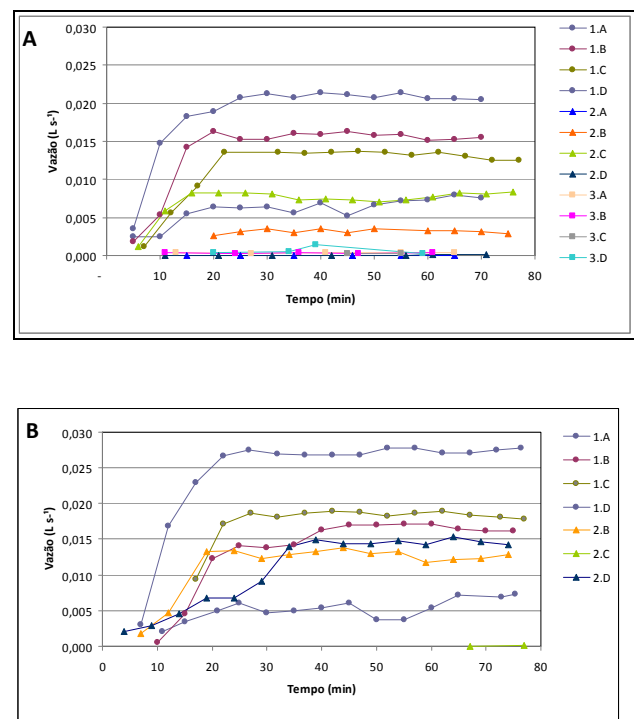 A
Vazão (L s-¹)
0,030
0,025
0,020
0,015
0,010
0,005
0,000
-
10
20
30
40
50
60
70
80
Tempo (min)
1.A
1.B
1.C
1.D
2.A
2.B
2.C
2.D
3.A
3.B
3.C
3.D
B
Vazão (L s-¹)
0,030
0,025
0,020
0,015
0,010
0,005
0,000
0
10
20
30
40
50
60
70
80
Tempo (min)
1.A
1.B
1.C
1.D
2.B
2.C
2.D